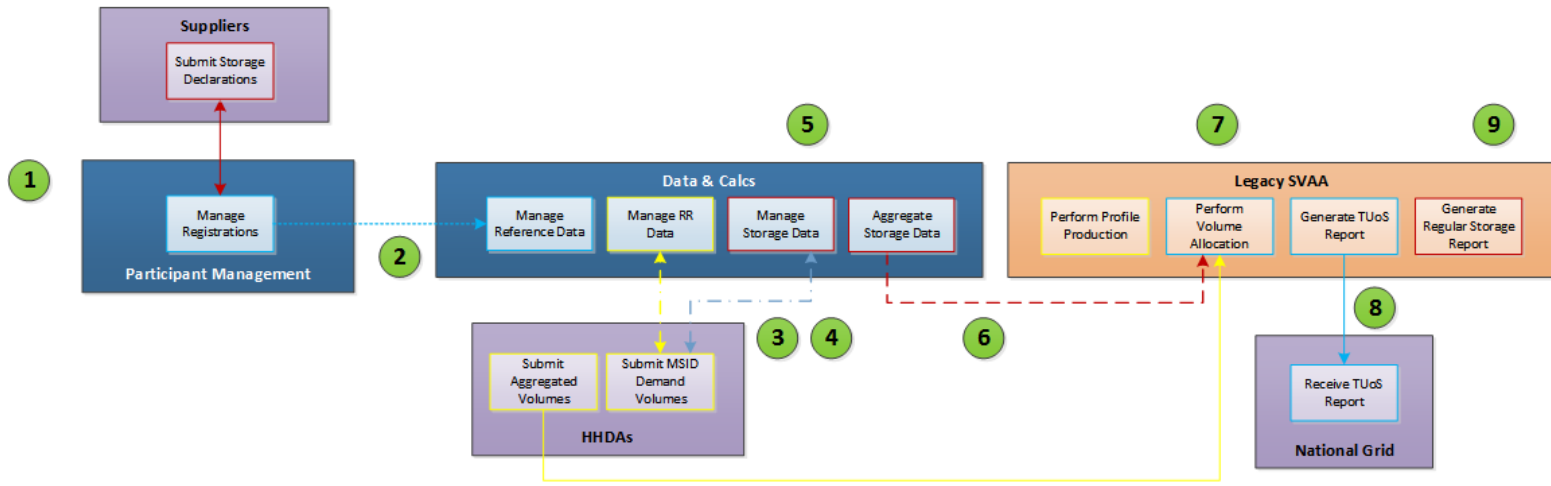 Suppliers
Submit Storage
Declarations
1
Manage
Registrations
Participant Management
2
5
Data & Calcs
Manage
Reference Data
Manage RR
Data
Manage
Storage Data
Aggregate
Storage Data
3
4
6
Submit
Aggregated
Volumes
Submit MSID
Demand
Volumes
HHDAs
7
9
Legacy SVAA
Perform Profile
Production
Perform
Volume
Allocation
Generate TUoS
Report
Generate
Regular Storage
Report
8
Receive TUoS
Report
National Grid